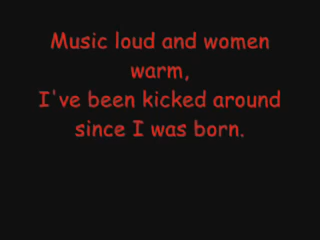 Music loud and women
warm,
I've been kicked around
since I was born.